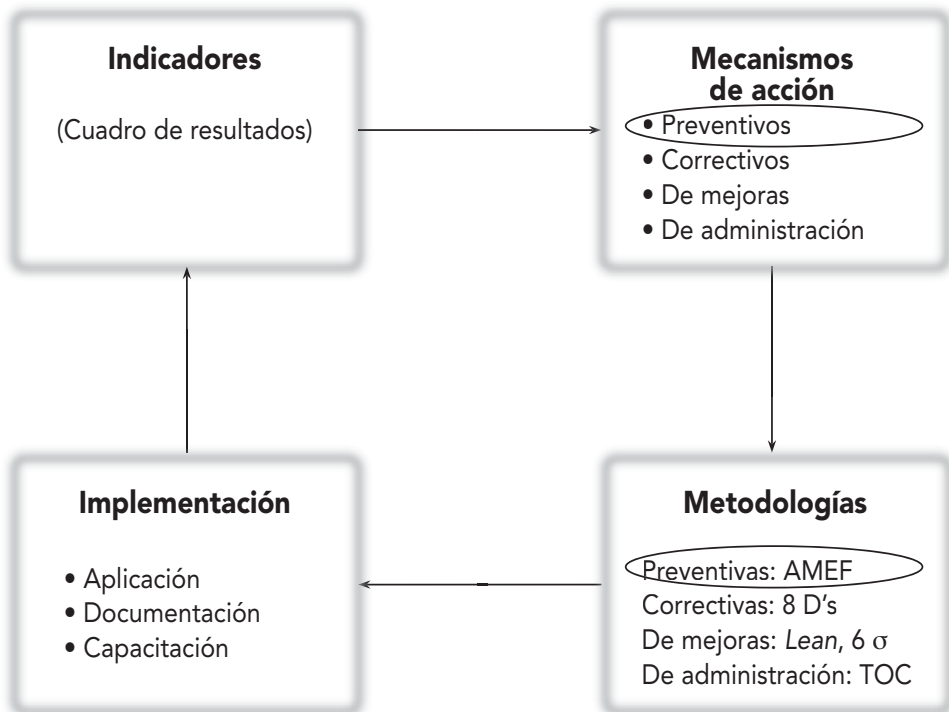 Indicadores
(Cuadro de resultados)
Mecanismos
de acción
• Preventivos
• Correctivos
• De mejoras
• De administración
Implementación
• Aplicación
• Documentación
• Capacitación
Metodologías
Preventivas: AMEF
Correctivas: 8 D’s
De mejoras: Lean, 6 σ
De administración: TOC